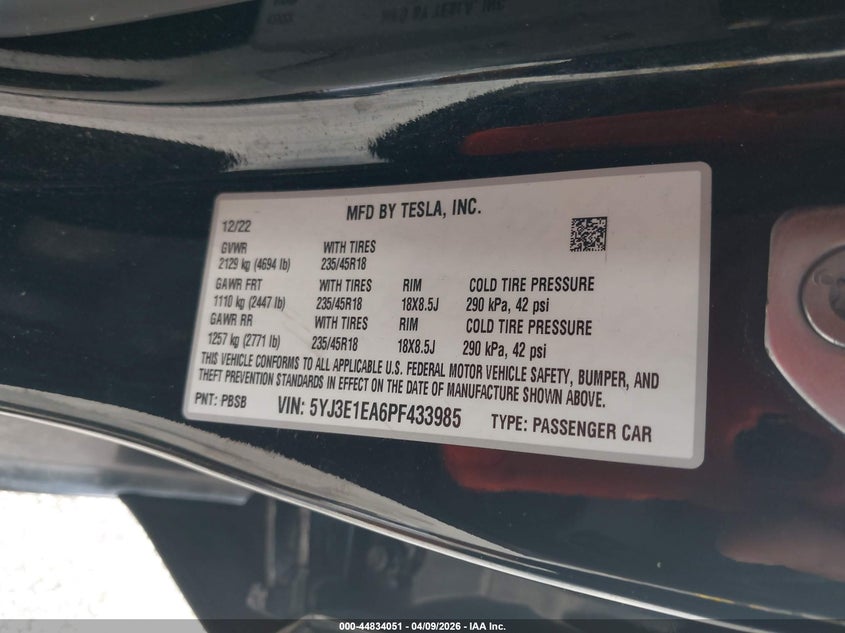 MFD BY TESLA, INC.
12/22
GVWR WITH TIRES
2129 kg (4694 lb) 235/45R18
GAWR FRT WITH TIRES RIM COLD TIRE PRESSURE
1110 kg (2447 lb) 235/45R18 18X8.5J 290 kPa, 42 psi
GAWR RR WITH TIRES RIM COLD TIRE PRESSURE
1257 kg (2771 lb) 235/45R18 18X8.5J 290 kPa, 42 psi
THIS VEHICLE CONFORMS TO ALL APPLICABLE U.S. FEDERAL MOTOR VEHICLE SAFETY, BUMPER, AND
THEFT PREVENTION STANDARDS IN EFFECT ON THE DATE OF MANUFACTURE SHOWN ABOVE.
PNT: PBSB VIN: 5YJ3E1EA6PF433985 TYPE: PASSENGER CAR
000-44834051 - 04/09/2026 - IAA Inc.